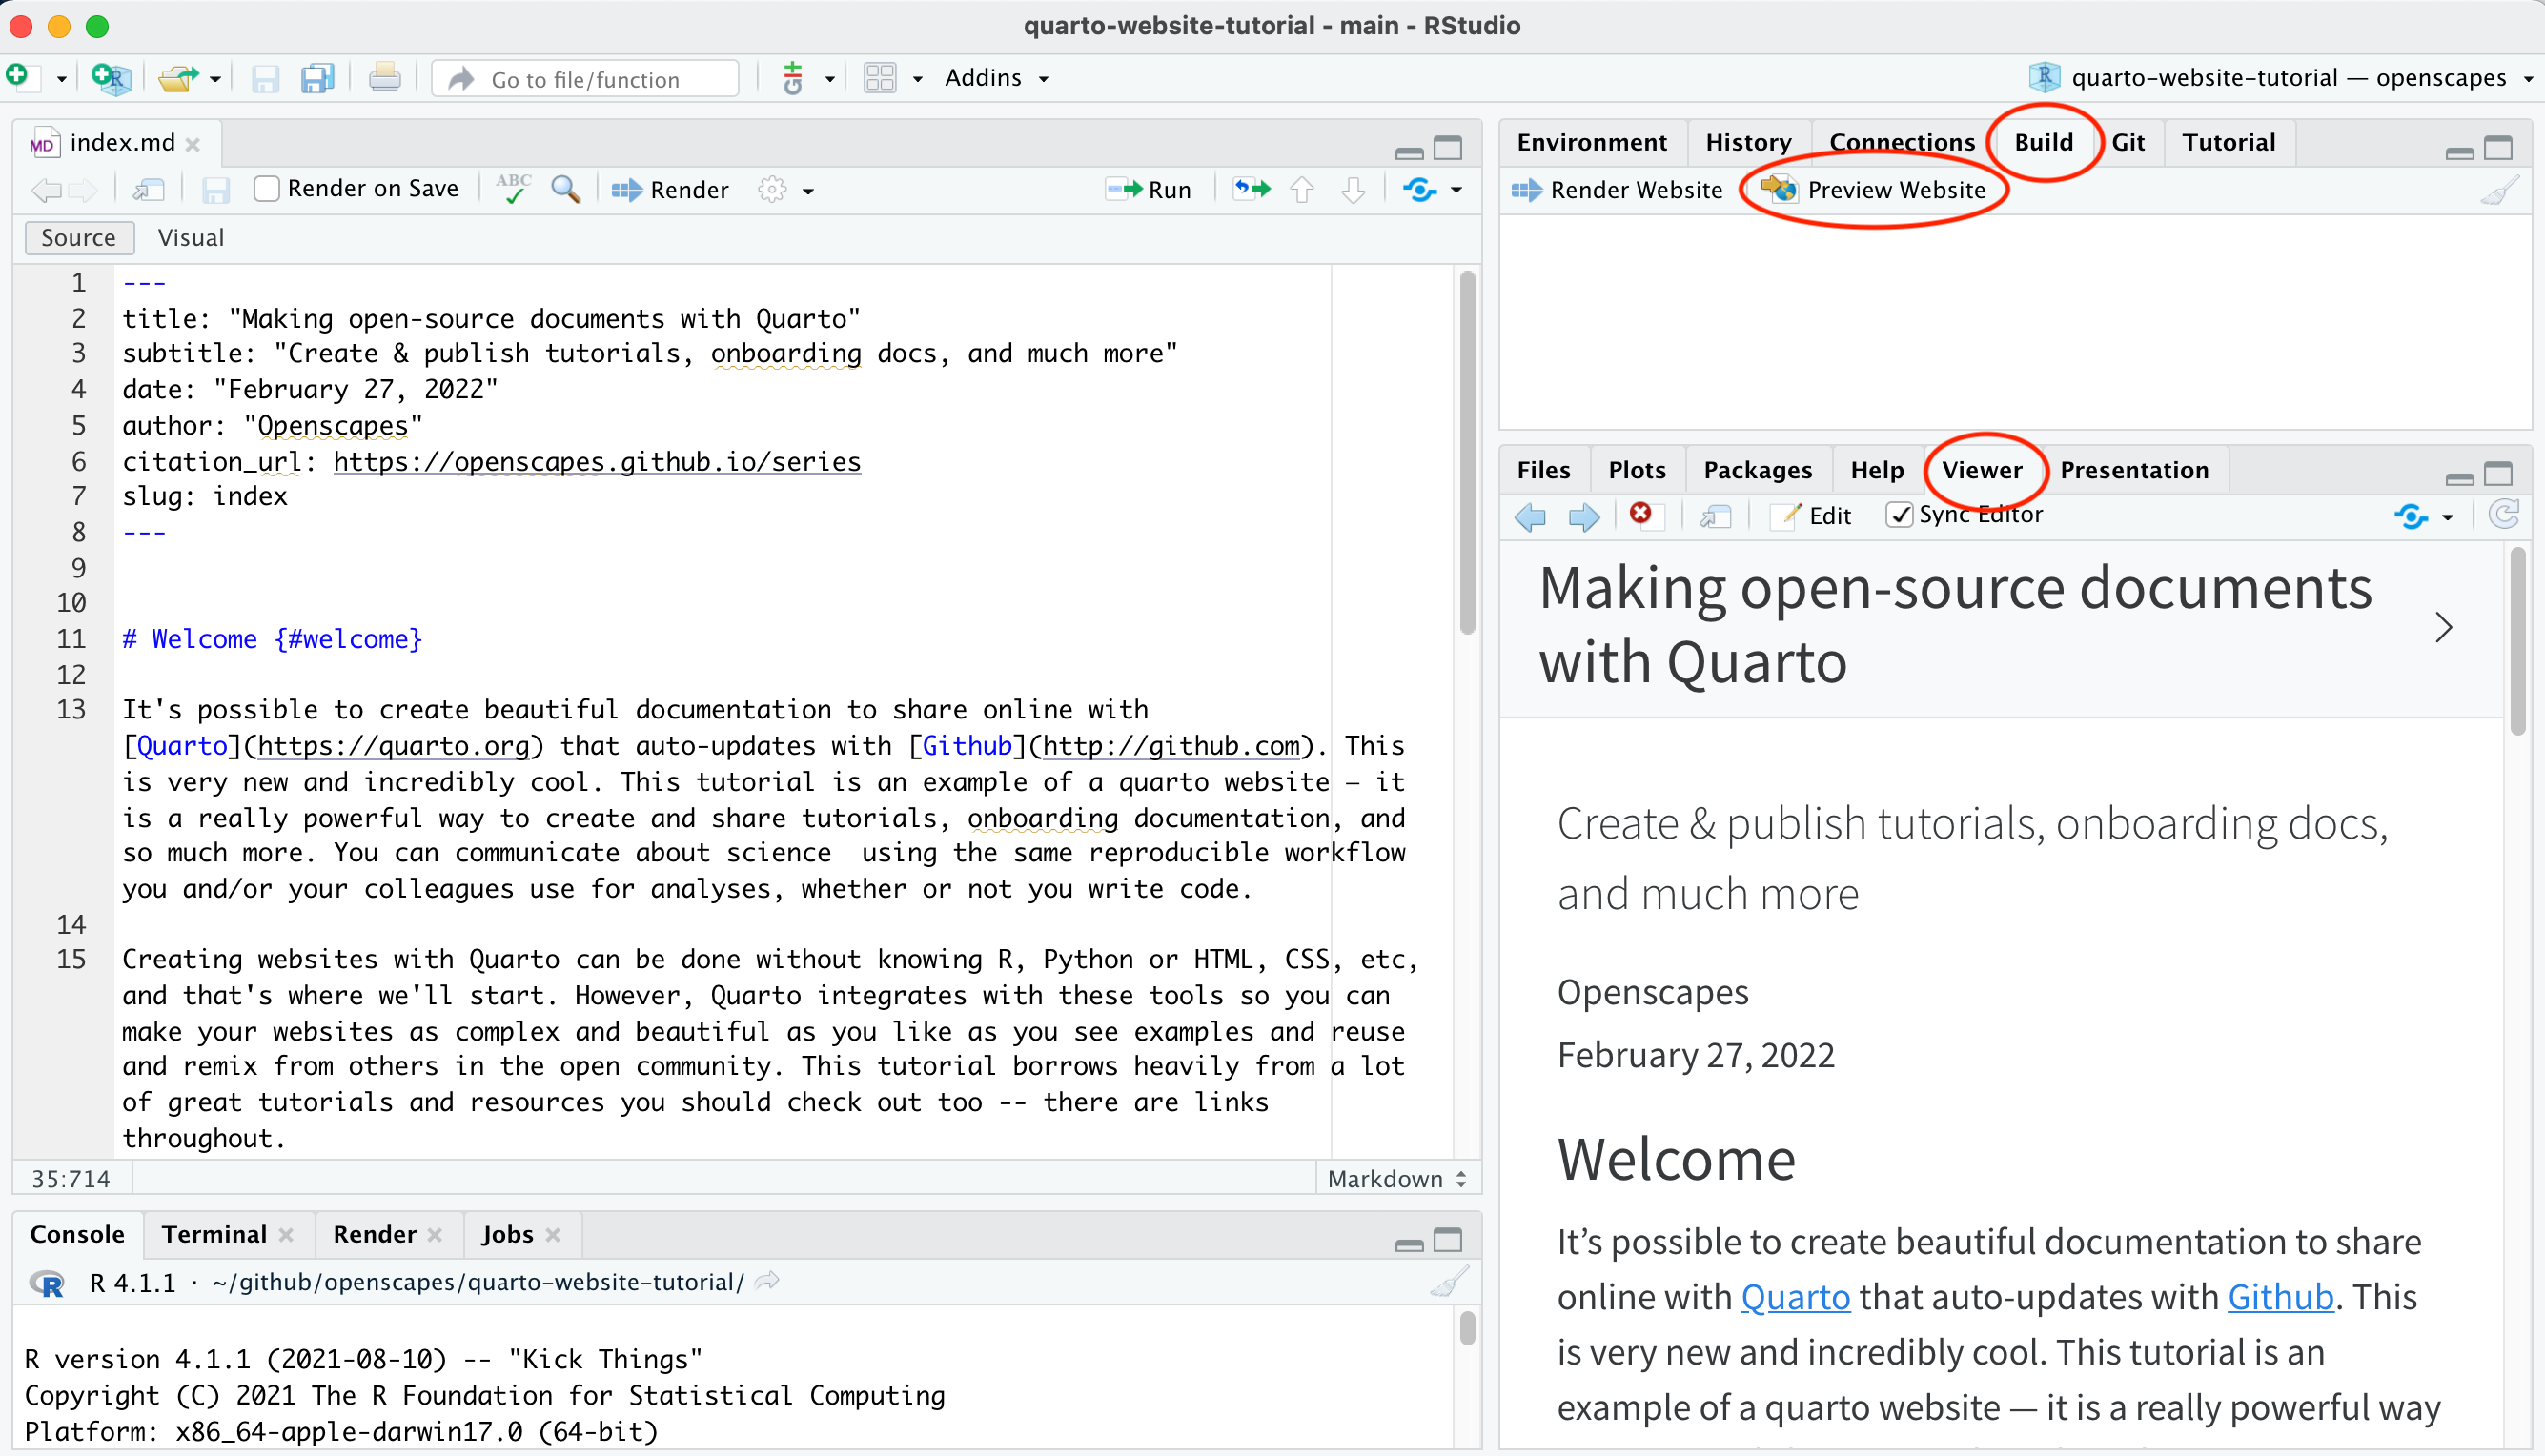 quarto-website-tutorial - main - RStudio
Go to file/function
Addins
quarto-website-tutorial — openscapes
index.md
Render on Save
Render
Run
Source Visual
1 ---
2 title: "Making open-source documents with Quarto"
3 subtitle: "Create & publish tutorials, onboarding docs, and much more"
4 date: "February 27, 2022"
5 author: "Openscapes"
6 citation_url: https://openscapes.github.io/series
7 slug: index
8 ---
9
10
11 # Welcome {#welcome}
12
13 It's possible to create beautiful documentation to share online with
[Quarto](https://quarto.org) that auto-updates with [Github](http://github.com). This
is very new and incredibly cool. This tutorial is an example of a quarto website — it
is a really powerful way to create and share tutorials, onboarding documentation, and
so much more. You can communicate about science  using the same reproducible workflow
you and/or your colleagues use for analyses, whether or not you write code.
14
15 Creating websites with Quarto can be done without knowing R, Python or HTML, CSS, etc,
and that's where we'll start. However, Quarto integrates with these tools so you can
make your websites as complex and beautiful as you like as you see examples and reuse
and remix from others in the open community. This tutorial borrows heavily from a lot
of great tutorials and resources you should check out too -- there are links
throughout.
35:714
Markdown
Console Terminal Render Jobs
R 4.1.1 · ~/github/openscapes/quarto-website-tutorial/
R version 4.1.1 (2021-08-10) -- "Kick Things"
Copyright (C) 2021 The R Foundation for Statistical Computing
Platform: x86_64-apple-darwin17.0 (64-bit)
Environment History Connections Build Git Tutorial
Render Website Preview Website
Files Plots Packages Help Viewer Presentation
Edit Sync Editor
Making open-source documents
with Quarto
Create & publish tutorials, onboarding docs,
and much more
Openscapes
February 27, 2022
Welcome
It’s possible to create beautiful documentation to share
online with Quarto that auto-updates with Github. This
is very new and incredibly cool. This tutorial is an
example of a quarto website — it is a really powerful way